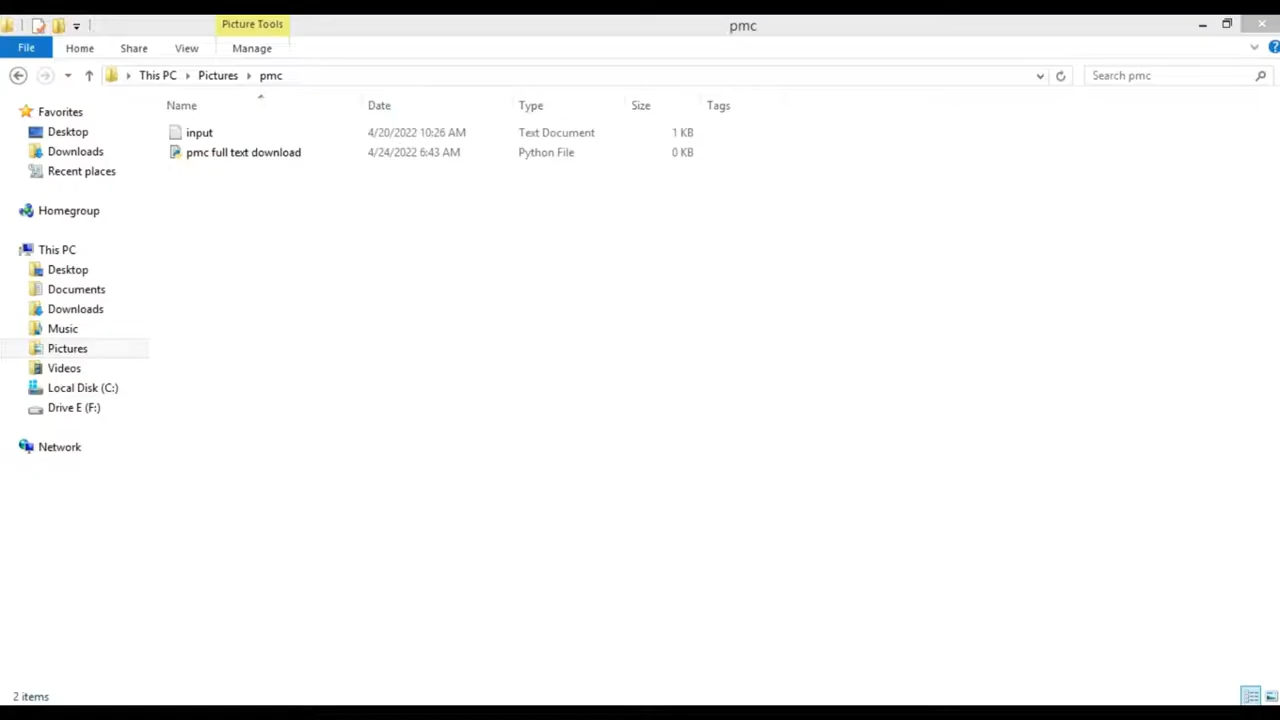 Picture Tools
pmc
File Home Share View Manage
This PC Pictures pmc
Search pmc
Name Date Type Size Tags
input 4/20/2022 10:26 AM Text Document 1 KB
pmc full text download 4/24/2022 6:43 AM Python File 0 KB
Favorites
Desktop
Downloads
Recent places
Homegroup
This PC
Desktop
Documents
Downloads
Music
Pictures
Videos
Local Disk (C:)
Drive E (F:)
Network
2 items